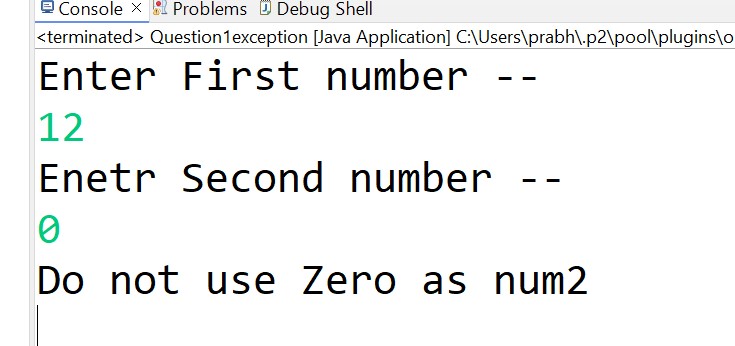 Console × Problems Debug Shell
<terminated> Question1exception [Java Application] C:\Users\prabh\.p2\pool\plugins\o
Enter First number --
12
Enetr Second number --
0
Do not use Zero as num2